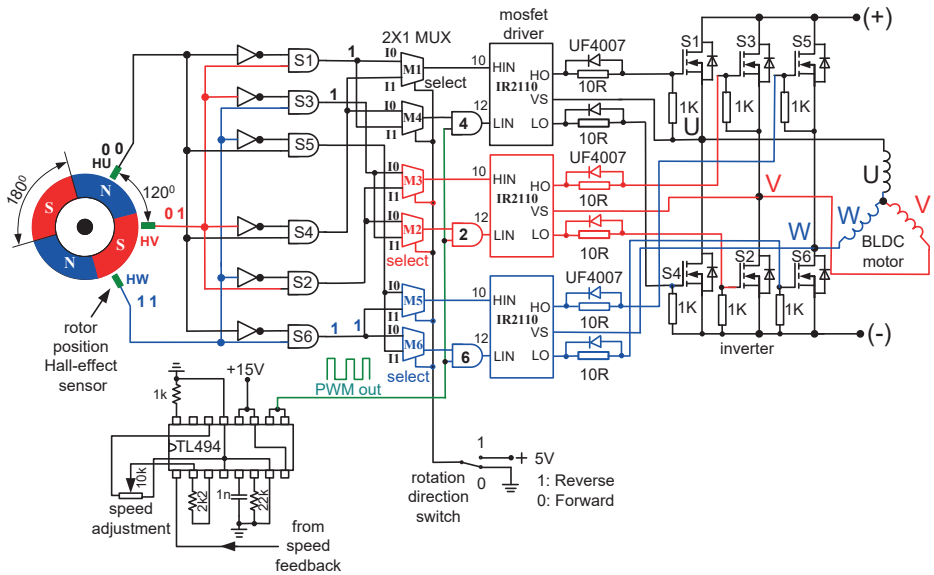 mosfet
driver
2X1 MUX
(+)
S1
S3
S5
S1
1
I0
M1
I1
select
10
HIN
IR2110
HO
VS
LIN
LO
12
UF4007
10R
10R
1K
1K
1K
S3
1
S5
I0
M4
I1
4
U
0 0
HU
180⁰
120⁰
N
S
S
N
0 1
HV
HW
1 1
I0
M3
I1
M2
select
10
HIN
IR2110
HO
VS
LIN
LO
12
2
UF4007
10R
10R
V
W
W
U
V
BLDC
motor
S4
S2
S4
S2
S6
1K
1K
1K
rotor
position
Hall-effect
sensor
S6
1
1
I0
M5
I1
I0
M6
I1
select
10
HIN
IR2110
HO
VS
LIN
LO
12
6
UF4007
10R
10R
inverter
(-)
PWM out
+15V
1k
TL494
10k
2k2
1n
22k
speed
adjustment
from
speed
feedback
rotation
direction
switch
1
0
+ 5V
1: Reverse
0: Forward